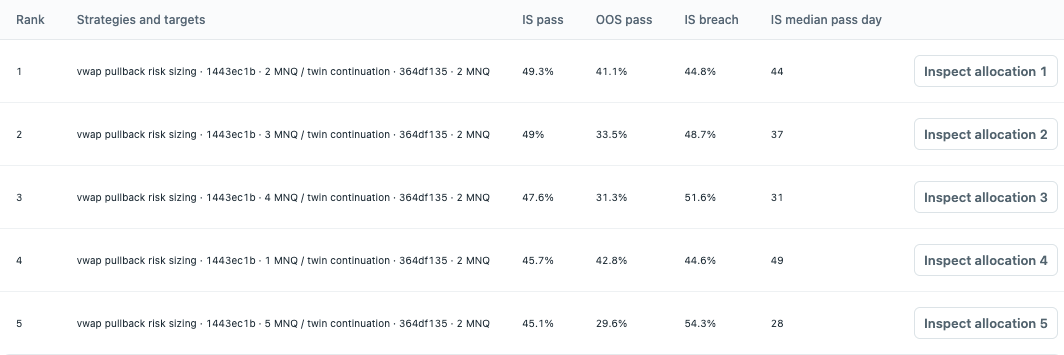 Rank Strategies and targets IS pass OOS pass IS breach IS median pass day
1 vwap pullback risk sizing · 1443ec1b · 2 MNQ / twin continuation · 364df135 · 2 MNQ 49.3% 41.1% 44.8% 44 Inspect allocation 1
2 vwap pullback risk sizing · 1443ec1b · 3 MNQ / twin continuation · 364df135 · 2 MNQ 49% 33.5% 48.7% 37 Inspect allocation 2
3 vwap pullback risk sizing · 1443ec1b · 4 MNQ / twin continuation · 364df135 · 2 MNQ 47.6% 31.3% 51.6% 31 Inspect allocation 3
4 vwap pullback risk sizing · 1443ec1b · 1 MNQ / twin continuation · 364df135 · 2 MNQ 45.7% 42.8% 44.6% 49 Inspect allocation 4
5 vwap pullback risk sizing · 1443ec1b · 5 MNQ / twin continuation · 364df135 · 2 MNQ 45.1% 29.6% 54.3% 28 Inspect allocation 5